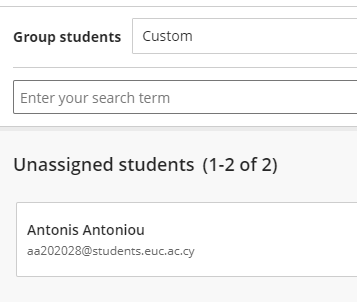 Group students
Custom
Enter your search term
Unassigned students (1-2 of 2)
Antonis Antoniou
aa202028@students.euc.ac.cy